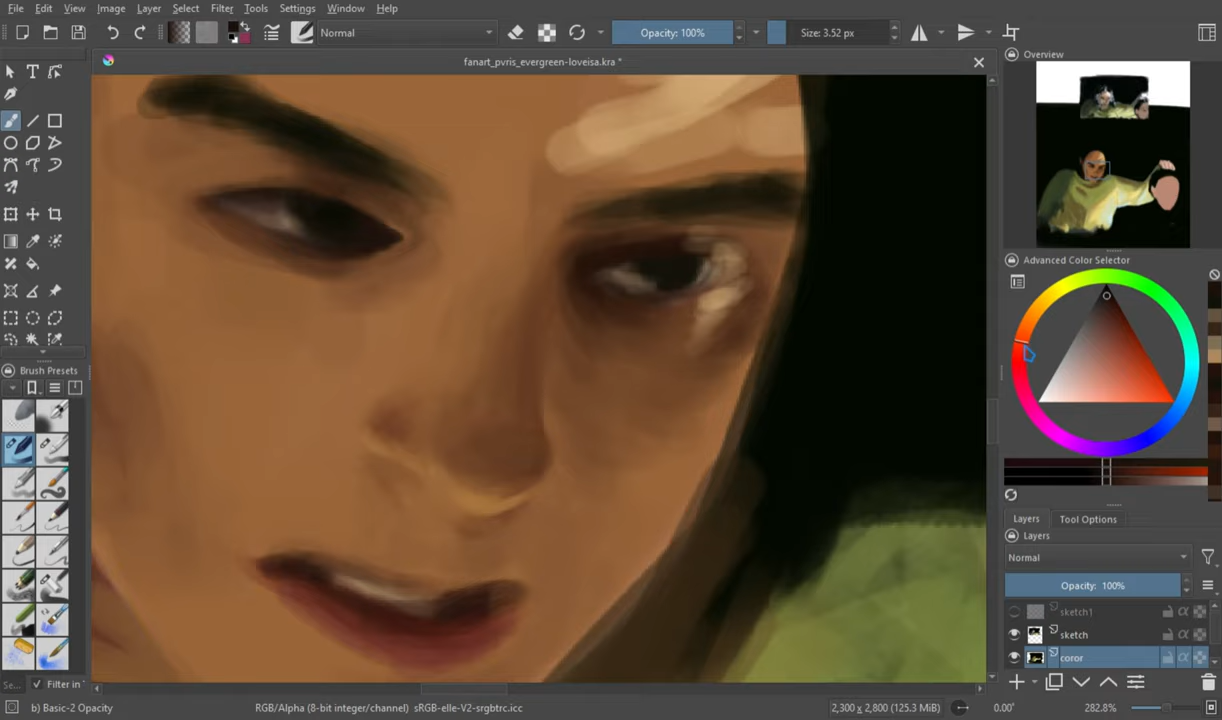 File Edit View Image Layer Select Filter Tools Settings Window Help
Normal Opacity: 100% Size: 3.52 px
fanart_pvris_evergreen-loveisa.kra *
Overview
Advanced Color Selector
Brush Presets
Layers Tool Options
Layers
Normal
Opacity: 100%
sketch1
sketch
coror
Se... Filter in
b) Basic-2 Opacity RGB/Alpha (8-bit integer/channel) sRGB-elle-V2-srgbtrc.icc 2,300 x 2,800 (125.3 MiB) 0.00° 282.8%